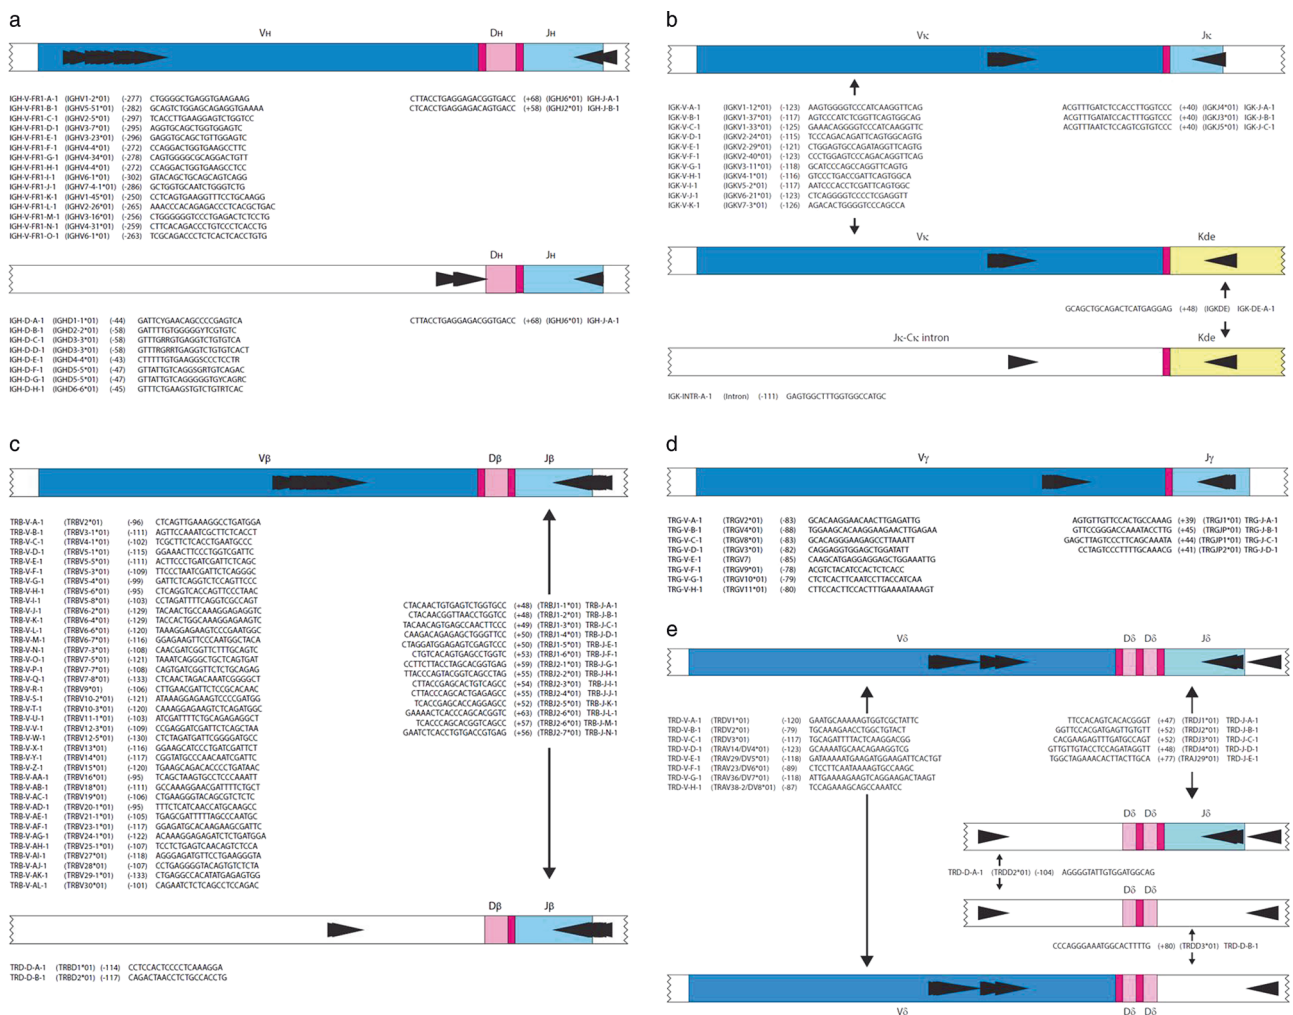 a
VH DH JH
IGH-V-FR1-A-1 (IGHV1-2*01) (-277) CTGGGGCTGAGGTGAAGAAG
IGH-V-FR1-B-1 (IGHV5-51*01) (-282) GCAGTCTGGAGCAGAGGTGAAAA
IGH-V-FR1-C-1 (IGHV2-5*01) (-297) TCACCTTGAAGGAGTCTGGTCC
IGH-V-FR1-D-1 (IGHV3-7*01) (-295) AGGTGCAGCTGGTGGAGTC
IGH-V-FR1-E-1 (IGHV3-23*01) (-296) GAGGTGCAGCTGTTGGAGTC
IGH-V-FR1-F-1 (IGHV4-4*01) (-272) CCAGGACTGGTGAAGCCTTC
IGH-V-FR1-G-1 (IGHV4-34*01) (-278) CAGTGGGGCGCAGGACTGTT
IGH-V-FR1-H-1 (IGHV4-4*01) (-272) CCAGGACTGGTGAAGCCTCC
IGH-V-FR1-I-1 (IGHV6-1*01) (-302) GTACAGCTGCAGCAGTCAGG
IGH-V-FR1-J-1 (IGHV7-4-1*01) (-286) GCTGGTGCAATCTGGGTCTG
IGH-V-FR1-K-1 (IGHV1-45*01) (-250) CCTCAGTGAAGGTTTCCTGCAAGG
IGH-V-FR1-L-1 (IGHV2-26*01) (-265) AAACCCACAGAGACCCTCACGCTGAC
IGH-V-FR1-M-1 (IGHV3-16*01) (-256) CTGGGGGGTCCCTGAGACTCTCCTG
IGH-V-FR1-N-1 (IGHV4-31*01) (-259) CTTCACAGACCCTGTCCCTCACCTG
IGH-V-FR1-O-1 (IGHV6-1*01) (-263) TCGCAGACCCTCTCACTCACCTGTG
CTTACCTGAGGAGACGGTGACC (+68) (IGHJ6*01) IGH-J-A-1
CTCACCTGAGGAGACAGTGACC (+58) (IGHJ2*01) IGH-J-B-1
DH JH
IGH-D-A-1 (IGHD1-1*01) (-44) GATTCYGAACAGCCCCGAGTCA
IGH-D-B-1 (IGHD2-2*01) (-58) GATTTTGTGGGGGYTCGTGTC
IGH-D-C-1 (IGHD3-3*01) (-58) GTTTGRRGTGAGGTCTGTGTCA
IGH-D-D-1 (IGHD3-3*01) (-58) GTTTRGRRTGAGGTCTGTGTCACT
IGH-D-E-1 (IGHD4-4*01) (-43) CTTTTTGTGAAGGSCCCTCCTR
IGH-D-F-1 (IGHD5-5*01) (-47) GTTATTGTCAGGSGRTGTCAGAC
IGH-D-G-1 (IGHD5-5*01) (-47) GTTATTGTCAGGGGGTGYCAGRC
IGH-D-H-1 (IGHD6-6*01) (-45) GTTTCTGAAGSTGTCTGTRTCAC
CTTACCTGAGGAGACGGTGACC (+68) (IGHJ6*01) IGH-J-A-1
b
Vκ Jκ
IGK-V-A-1 (IGKV1-12*01) (-123) AAGTGGGGTCCCATCAAGGTTCAG
IGK-V-B-1 (IGKV1-37*01) (-117) AGTCCCATCTCGGTTCAGTGGCAG
IGK-V-C-1 (IGKV1-33*01) (-125) GAAACAGGGGTCCCATCAAGGTTC
IGK-V-D-1 (IGKV2-24*01) (-115) TCCCAGACAGATTCAGTGGCAGTG
IGK-V-E-1 (IGKV2-29*01) (-121) CTGGAGTGCCAGATAGGTTCAGTG
IGK-V-F-1 (IGKV2-40*01) (-123) CCCTGGAGTCCCAGACAGGTTCAG
IGK-V-G-1 (IGKV3-11*01) (-118) GCATCCCAGCCAGGTTCAGTG
IGK-V-H-1 (IGKV4-1*01) (-116) GTCCCTGACCGATTCAGTGGCA
IGK-V-I-1 (IGKV5-2*01) (-117) AATCCCACCTCGATTCAGTGGC
IGK-V-J-1 (IGKV6-21*01) (-123) CTCAGGGGTCCCCTCGAGGTT
IGK-V-K-1 (IGKV7-3*01) (-126) AGACACTGGGGTCCCAGCCA
ACGTTTGATCTCCACCTTGGTCCC (+40) (IGKJ4*01) IGK-J-A-1
ACGTTTGATATCCACTTTGGTCCC (+40) (IGKJ3*01) IGK-J-B-1
ACGTTTAATCTCCAGTCGTGTCCC (+40) (IGKJ5*01) IGK-J-C-1
Vκ Kde
GCAGCTGCAGACTCATGAGGAG (+48) (IGKDE) IGK-DE-A-1
Jκ-Cκ intron Kde
IGK-INTR-A-1 (Intron) (-111) GAGTGGCTTTGGTGGCCATGC
c
Vβ Dβ Jβ
TRB-V-A-1 (TRBV2*01) (-96) CTCAGTTGAAAGGCCTGATGGA
TRB-V-B-1 (TRBV3-1*01) (-111) AGTTCCAAATCGCTTCTCACCT
TRB-V-C-1 (TRBV4-1*01) (-102) TCGCTTCTCACCTGAATGCCC
TRB-V-D-1 (TRBV5-1*01) (-115) GGAAACTTCCCTGGTCGATTC
TRB-V-E-1 (TRBV5-5*01) (-111) ACTTCCCTGATCGATTCTCAGC
TRB-V-F-1 (TRBV5-3*01) (-109) TTCCCTAATCGATTCTCAGGGC
TRB-V-G-1 (TRBV5-4*01) (-99) GATTCTCAGGTCTCCAGTTCCC
TRB-V-H-1 (TRBV5-6*01) (-95) CTCAGGTCACCAGTTCCCTAAC
TRB-V-I-1 (TRBV5-8*01) (-103) CCTAGATTTTCAGGTCGCCAGT
TRB-V-J-1 (TRBV6-2*01) (-129) TACAACTGCCAAAGGAGAGGTC
TRB-V-K-1 (TRBV6-4*01) (-129) TACCACTGGCAAAGGAGAAGTC
TRB-V-L-1 (TRBV6-6*01) (-120) TAAAGGAGAAGTCCCGAATGGC
TRB-V-M-1 (TRBV6-7*01) (-116) GGAGAAGTTCCCAATGGCTACA
TRB-V-N-1 (TRBV7-3*01) (-108) CAACGATCGGTTCTTTGCAGTC
TRB-V-O-1 (TRBV7-5*01) (-121) TAAATCAGGGCTGCTCAGTGAT
TRB-V-P-1 (TRBV7-7*01) (-108) CAGTGATCGGTTCTCTGCAGAG
TRB-V-Q-1 (TRBV7-8*01) (-133) CTCAACTAGACAAATCGGGGCT
TRB-V-R-1 (TRBV9*01) (-106) CTTGAACGATTCTCCGCACAAC
TRB-V-S-1 (TRBV10-2*01) (-121) ATAAAGGAGAAGTCCCCGATGG
TRB-V-T-1 (TRBV10-3*01) (-120) CAAAGGAGAAGTCTCAGATGGC
TRB-V-U-1 (TRBV11-1*01) (-103) ATCGATTTTCTGCAGAGAGGCT
TRB-V-V-1 (TRBV12-3*01) (-109) CCGAGGATCGATTCTCAGCTAA
TRB-V-W-1 (TRBV12-5*01) (-130) CTCTAGATGATTCGGGGATGCC
TRB-V-X-1 (TRBV13*01) (-116) GGAAGCATCCCTGATCGATTCT
TRB-V-Y-1 (TRBV14*01) (-117) CGGTATGCCCAACAATCGATTC
TRB-V-Z-1 (TRBV15*01) (-120) TGAAGCAGACACCCCTGATAAC
TRB-V-AA-1 (TRBV16*01) (-95) TCAGCTAAGTGCCTCCCAAATT
TRB-V-AB-1 (TRBV18*01) (-111) GCCAAAGGAACGATTTTCTGCT
TRB-V-AC-1 (TRBV19*01) (-106) CTGAAGGGTACAGCGTCTCTC
TRB-V-AD-1 (TRBV20-1*01) (-95) TTTCTCATCAACCATGCAAGCC
TRB-V-AE-1 (TRBV21-1*01) (-105) TGAGCGATTTTTAGCCCAATGC
TRB-V-AF-1 (TRBV23-1*01) (-117) GGAGATGCACAAGAAGCGATTC
TRB-V-AG-1 (TRBV24-1*01) (-122) ACAAAGGAGAGATCTCTGATGGA
TRB-V-AH-1 (TRBV25-1*01) (-107) TCCTCTGAGTCAACAGTCTCCA
TRB-V-AI-1 (TRBV27*01) (-118) AGGGAGATGTTCCTGAAGGGTA
TRB-V-AJ-1 (TRBV28*01) (-107) CCTGAGGGGTACAGTGTCTCTA
TRB-V-AK-1 (TRBV29-1*01) (-133) CTGAGGCCACATATGAGAGTGG
TRB-V-AL-1 (TRBV30*01) (-101) CAGAATCTCTCAGCCTCCAGAC
CTACAACTGTGAGTCTGGTGCC (+48) (TRBJ1-1*01) TRB-J-A-1
CTACAACGGTTAACCTGGTCC (+48) (TRBJ1-2*01) TRB-J-B-1
TACAACAGTGAGCCAACTTCCC (+49) (TRBJ1-3*01) TRB-J-C-1
CAAGACAGAGAGCTGGGTTCC (+50) (TRBJ1-4*01) TRB-J-D-1
CTAGGATGGAGAGTCGAGTCCC (+50) (TRBJ1-5*01) TRB-J-E-1
CTGTCACAGTGAGCCTGGTC (+53) (TRBJ1-6*01) TRB-J-F-1
CCTTCTTACCTAGCACGGTGAG (+59) (TRBJ2-1*01) TRB-J-G-1
TTACCCAGTACGGTCAGCCTAG (+55) (TRBJ2-2*01) TRB-J-H-1
CTTACCGAGCACTGTCAGCC (+54) (TRBJ2-3*01) TRB-J-I-1
CTTACCCAGCACTGAGAGCC (+55) (TRBJ2-4*01) TRB-J-J-1
TCACCGAGCACCAGGAGCC (+52) (TRBJ2-5*01) TRB-J-K-1
GAAAACTCACCCAGCACGGTC (+63) (TRBJ2-6*01) TRB-J-L-1
TCACCCAGCACGGTCAGCC (+57) (TRBJ2-6*01) TRB-J-M-1
GAATCTCACCTGTGACCGTGAG (+56) (TRBJ2-7*01) TRB-J-N-1
Dβ Jβ
TRD-D-A-1 (TRBD1*01) (-114) CCTCCACTCCCCTCAAAGGA
TRD-D-B-1 (TRBD2*01) (-117) CAGACTAACCTCTGCCACCTG
d
Vγ Jγ
TRG-V-A-1 (TRGV2*01) (-83) GCACAAGGAACAACTTGAGATTG
TRG-V-B-1 (TRGV4*01) (-88) TGGAAGCACAAGGAAGAACTTGAGAA
TRG-V-C-1 (TRGV8*01) (-83) GCACAGGGAAGAGCCTTAAATT
TRG-V-D-1 (TRGV3*01) (-82) CAGGAGGTGGAGCTGGATATT
TRG-V-E-1 (TRGV7) (-85) CAAGCATGAGGAGGAGCTGGAAATTG
TRG-V-F-1 (TRGV9*01) (-78) ACGTCTACATCCACTCTCACC
TRG-V-G-1 (TRGV10*01) (-79) CTCTCACTTCAATCCTTACCATCAA
TRG-V-H-1 (TRGV11*01) (-80) CTTCCACTTCCACTTTGAAAATAAAGT
AGTGTTGTTCCACTGCCAAAG (+39) (TRGJ1*01) TRG-J-A-1
GTTCCGGGACCAAATACCTTG (+45) (TRGJP*01) TRG-J-B-1
GAGCTTAGTCCCTTCAGCAAATA (+44) (TRGJP1*01) TRG-J-C-1
CCTAGTCCCTTTTGCAAACG (+41) (TRGJP2*01) TRG-J-D-1
e
Vδ Dδ Dδ Jδ
TRD-V-A-1 (TRDV1*01) (-120) GAATGCAAAAAGTGGTCGCTATTC
TRD-V-B-1 (TRDV2*01) (-79) TGCAAAGAACCTGGCTGTACT
TRD-V-C-1 (TRDV3*01) (-117) TGCAGATTTTACTCAAGGACGG
TRD-V-D-1 (TRAV14/DV4*01) (-123) GCAAAATGCAACAGAAGGTCG
TRD-V-E-1 (TRAV29/DV5*01) (-118) GATAAAAATGAAGATGGAAGATTCACTGT
TRD-V-F-1 (TRAV23/DV6*01) (-89) CTCCTTCAATAAAAGTGCCAAGC
TRD-V-G-1 (TRAV36/DV7*01) (-118) ATTGAAAAGAAGTCAGGAAGACTAAGT
TRD-V-H-1 (TRAV38-2/DV8*01) (-87) TCCAGAAAGCAGCCAAATCC
TTCCACAGTCACACGGGT (+47) (TRDJ1*01) TRD-J-A-1
GGTTCCACGATGAGTTGTGTT (+52) (TRDJ2*01) TRD-J-B-1
CACGAAGAGTTTGATGCCAGT (+52) (TRDJ3*01) TRD-J-C-1
GTTGTTGTACCTCCAGATAGGTT (+48) (TRDJ4*01) TRD-J-D-1
TGGCTAGAAACACTTACTTGCA (+77) (TRAJ29*01) TRD-J-E-1
Dδ Dδ
TRD-D-A-1 (TRDD2*01) (-104) AGGGGTATTGTGGATGGCAG
Dδ Dδ
CCCAGGGAAATGGCACTTTTG (+80) (TRDD3*01) TRD-D-B-1
Vδ Dδ Dδ